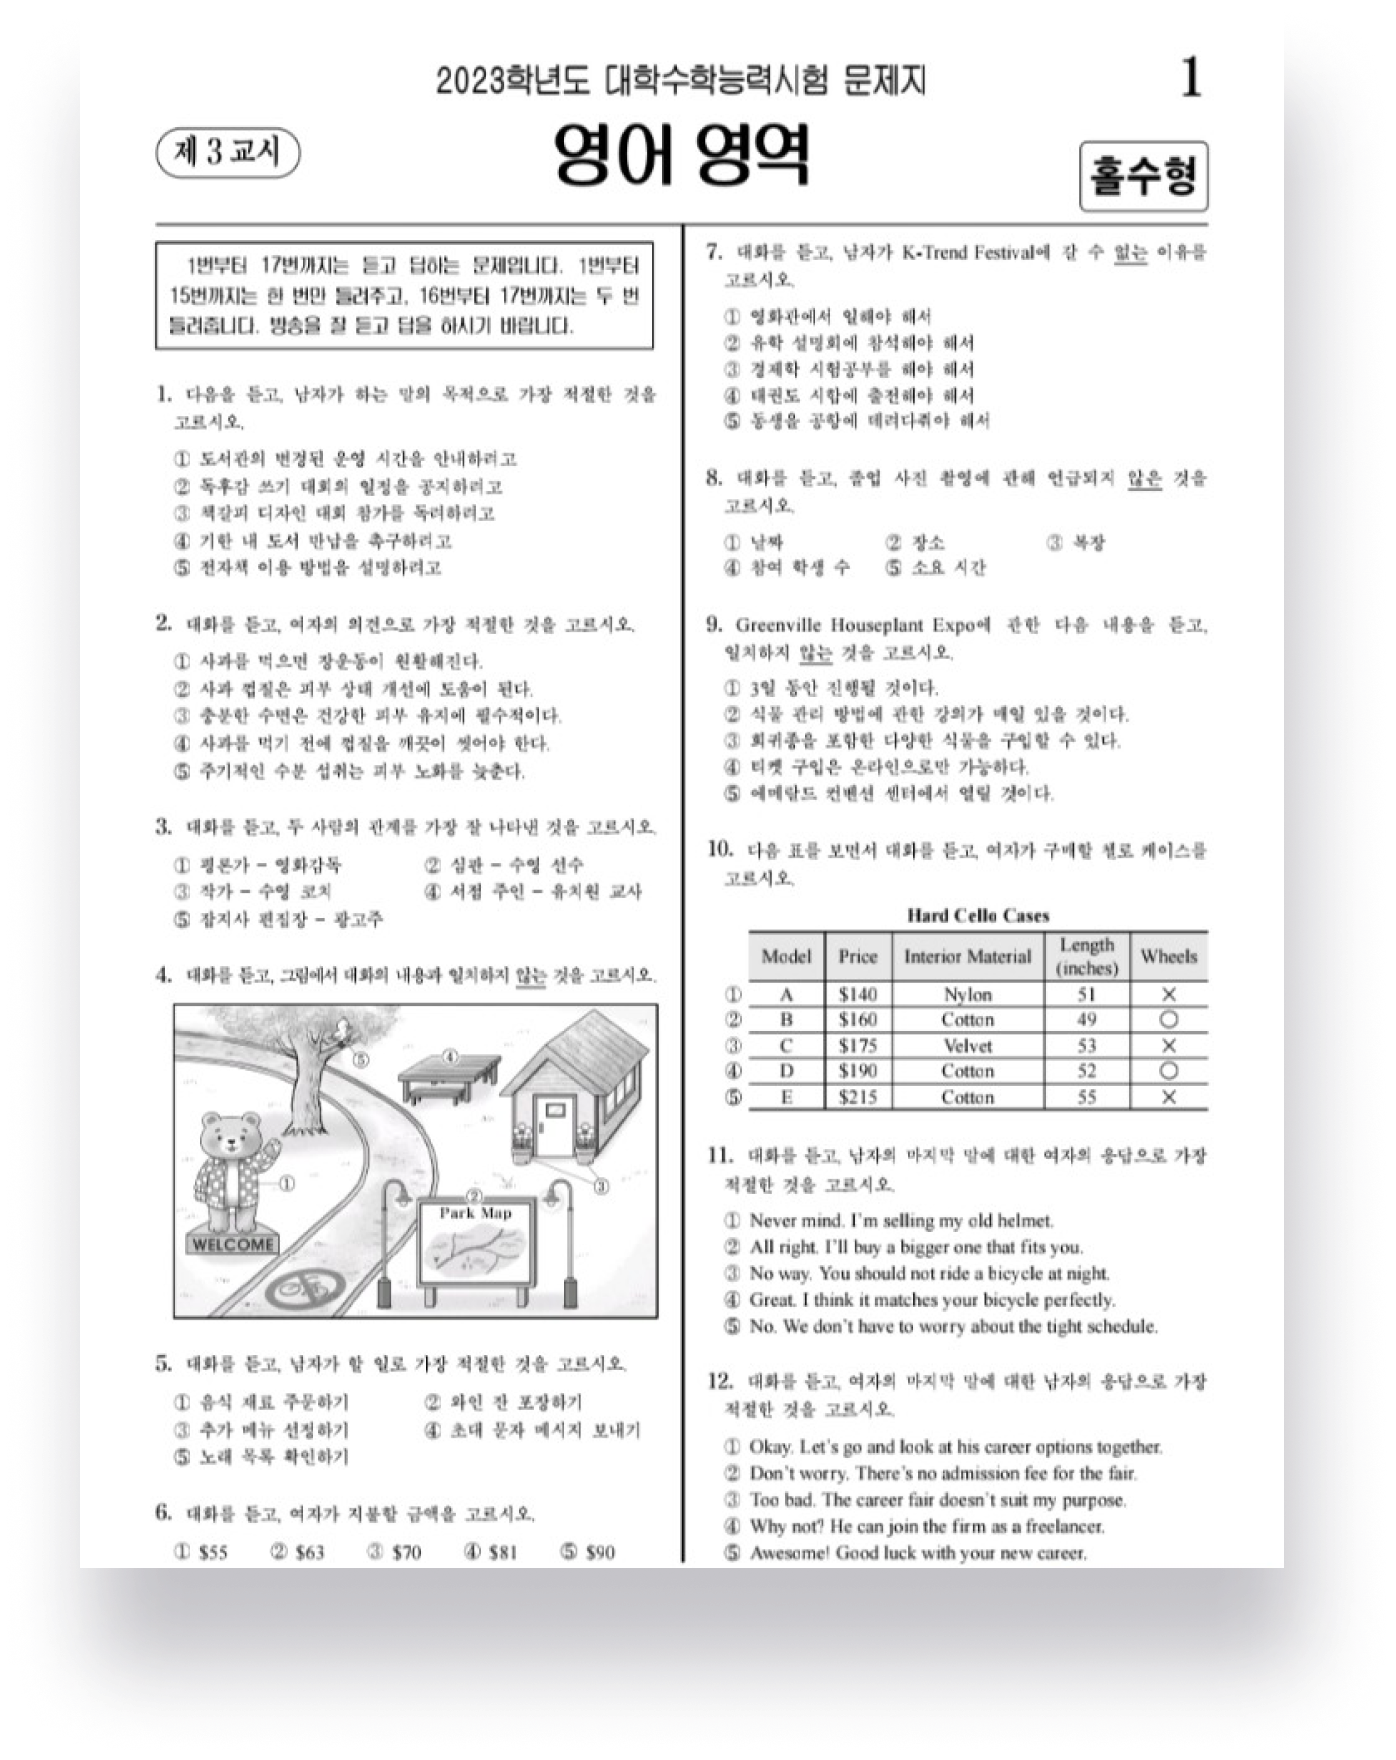 2023학년도 대학수학능력시험 문제지
1
제 3 교시
영어 영역
홀수형
1번부터 17번까지는 듣고 답하는 문제입니다. 1번부터
15번까지는 한 번만 들려주고, 16번부터 17번까지는 두 번
들려줍니다. 방송을 잘 듣고 답을 하시기 바랍니다.
1. 다음을 듣고, 남자가 하는 말의 목적으로 가장 적절한 것을
고르시오.
① 도서관의 변경된 운영 시간을 안내하려고
② 독후감 쓰기 대회의 일정을 공지하려고
③ 책갈피 디자인 대회 참가를 독려하려고
④ 기한 내 도서 반납을 촉구하려고
⑤ 전자책 이용 방법을 설명하려고
2. 대화를 듣고, 여자의 의견으로 가장 적절한 것을 고르시오.
① 사과를 먹으면 장운동이 원활해진다.
② 사과 껍질은 피부 상태 개선에 도움이 된다.
③ 충분한 수면은 건강한 피부 유지에 필수적이다.
④ 사과를 먹기 전에 껍질을 깨끗이 씻어야 한다.
⑤ 주기적인 수분 섭취는 피부 노화를 늦춘다.
3. 대화를 듣고, 두 사람의 관계를 가장 잘 나타낸 것을 고르시오.
① 평론가 - 영화감독 ② 심판 - 수영 선수
③ 작가 - 수영 코치 ④ 서점 주인 - 유치원 교사
⑤ 잡지사 편집장 - 광고주
4. 대화를 듣고, 그림에서 대화의 내용과 일치하지 않는 것을 고르시오.
⑤
④
①
③
②
Park Map
WELCOME
5. 대화를 듣고, 남자가 할 일로 가장 적절한 것을 고르시오.
① 음식 재료 주문하기 ② 와인 잔 포장하기
③ 추가 메뉴 선정하기 ④ 초대 문자 메시지 보내기
⑤ 노래 목록 확인하기
6. 대화를 듣고, 여자가 지불할 금액을 고르시오.
① $55 ② $63 ③ $70 ④ $81 ⑤ $90
7. 대화를 듣고, 남자가 K-Trend Festival에 갈 수 없는 이유를
고르시오.
① 영화관에서 일해야 해서
② 유학 설명회에 참석해야 해서
③ 경제학 시험공부를 해야 해서
④ 태권도 시합에 출전해야 해서
⑤ 동생을 공항에 데려다줘야 해서
8. 대화를 듣고, 졸업 사진 촬영에 관해 언급되지 않은 것을
고르시오.
① 날짜 ② 장소 ③ 복장
④ 참여 학생 수 ⑤ 소요 시간
9. Greenville Houseplant Expo에 관한 다음 내용을 듣고,
일치하지 않는 것을 고르시오.
① 3일 동안 진행될 것이다.
② 식물 관리 방법에 관한 강의가 매일 있을 것이다.
③ 희귀종을 포함한 다양한 식물을 구입할 수 있다.
④ 티켓 구입은 온라인으로만 가능하다.
⑤ 에메랄드 컨벤션 센터에서 열릴 것이다.
10. 다음 표를 보면서 대화를 듣고, 여자가 구매할 첼로 케이스를
고르시오.
Hard Cello Cases
Model Price Interior Material Length (inches) Wheels
① A $140 Nylon 51 ×
② B $160 Cotton 49 ○
③ C $175 Velvet 53 ×
④ D $190 Cotton 52 ○
⑤ E $215 Cotton 55 ×
11. 대화를 듣고, 남자의 마지막 말에 대한 여자의 응답으로 가장
적절한 것을 고르시오.
① Never mind. I'm selling my old helmet.
② All right. I'll buy a bigger one that fits you.
③ No way. You should not ride a bicycle at night.
④ Great. I think it matches your bicycle perfectly.
⑤ No. We don't have to worry about the tight schedule.
12. 대화를 듣고, 여자의 마지막 말에 대한 남자의 응답으로 가장
적절한 것을 고르시오.
① Okay. Let's go and look at his career options together.
② Don't worry. There's no admission fee for the fair.
③ Too bad. The career fair doesn't suit my purpose.
④ Why not? He can join the firm as a freelancer.
⑤ Awesome! Good luck with your new career.